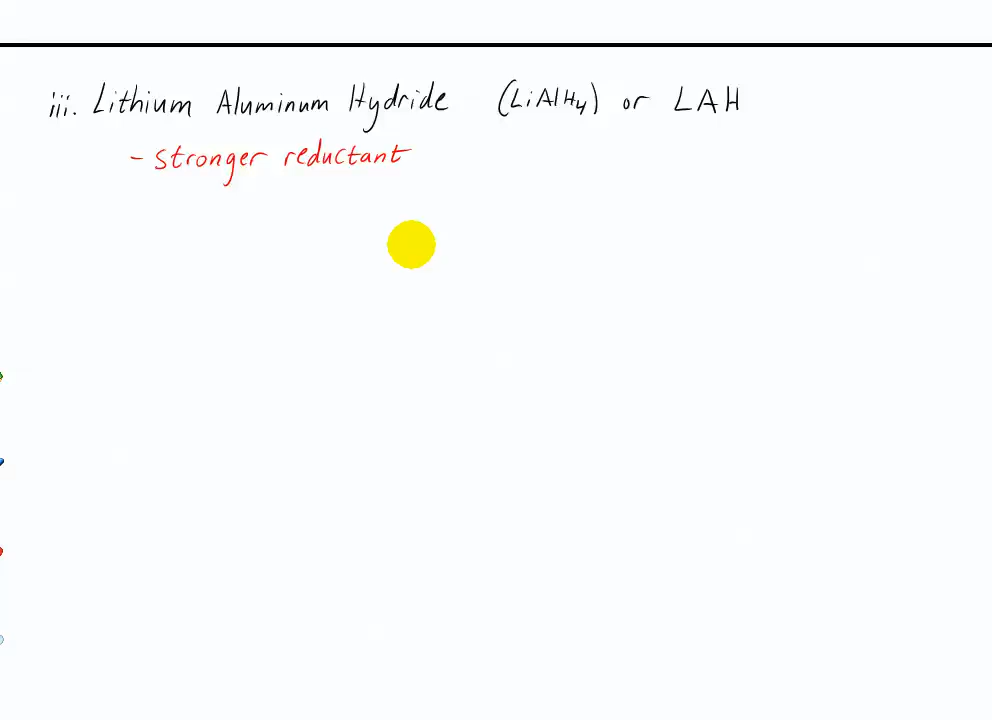 iii. Lithium Aluminum Hydride (LiAlH₄) or LAH
- stronger reductant